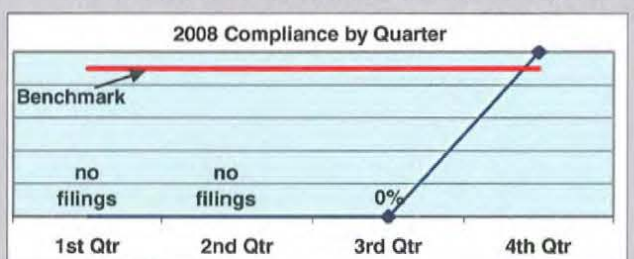 2008 Compliance by Quarter
Benchmark
no filings
no filings
0%
1st Qtr 2nd Qtr 3rd Qtr 4th Qtr